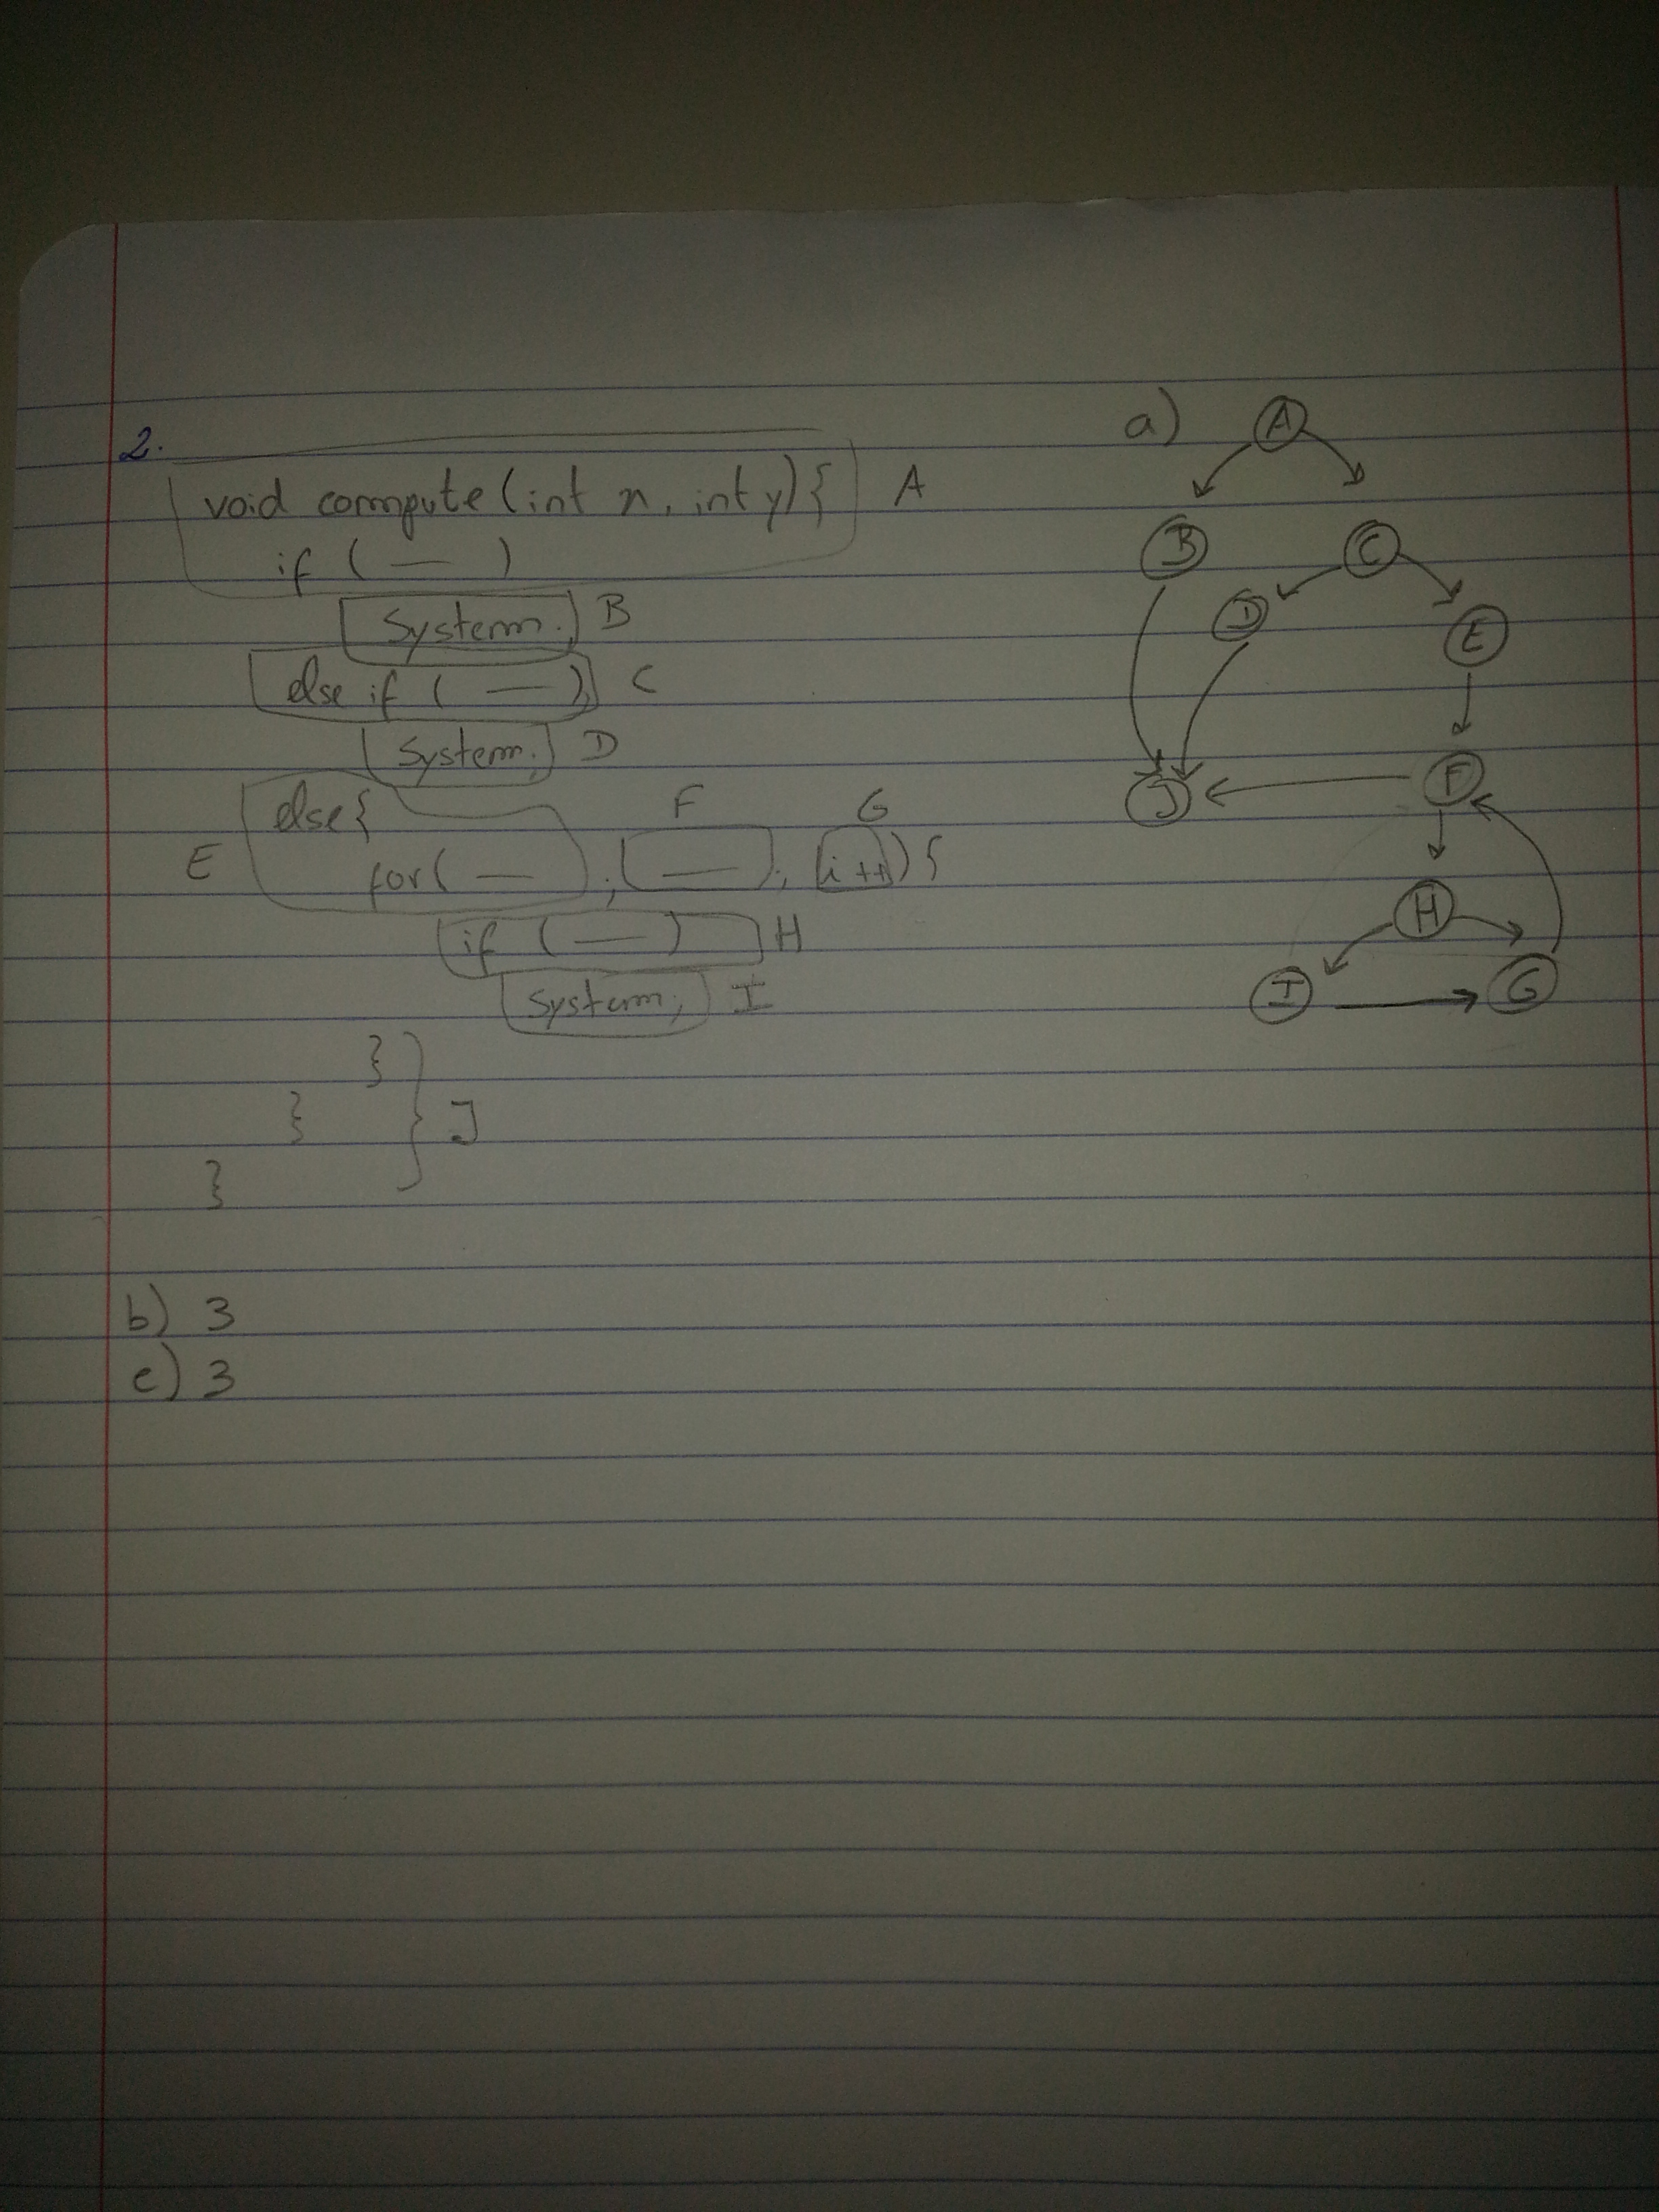 2.
void compute (int x, int y) { A
if ( — )
System. ; B
else if ( — ) C
System. ; D
else {
F G
E for ( — ; — ; i++) {
if ( — ) H
System ; I
}
} } J
}
b) 3
c) 3
a) A
B C
D E
J F
H
I G